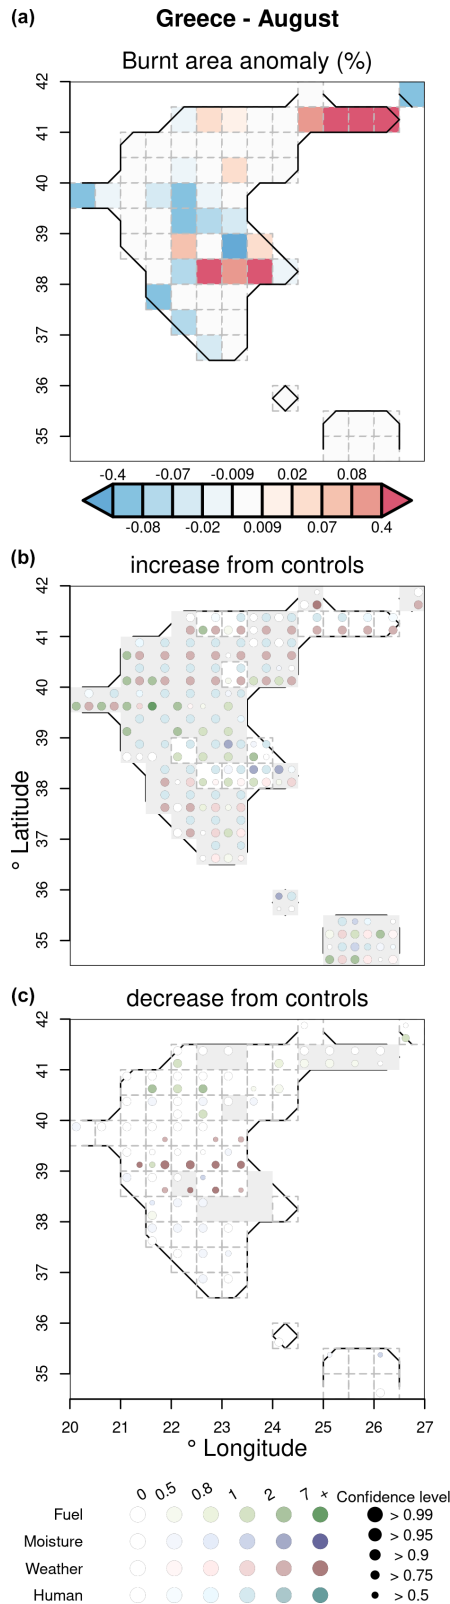 (a)
Greece - August
Burnt area anomaly (%)
42
41
40
39
38
37
36
35
-0.4 -0.07 -0.009 0.02 0.08
-0.08 -0.02 0.009 0.07 0.4
(b)
increase from controls
42
41
40
39
38
37
36
35
° Latitude
(c)
decrease from controls
42
41
40
39
38
37
36
35
20 21 22 23 24 25 26 27
° Longitude
0 0.5 0.8 1 2 7 +
Confidence level
Fuel
Moisture
Weather
Human
> 0.99
> 0.95
> 0.9
> 0.75
> 0.5